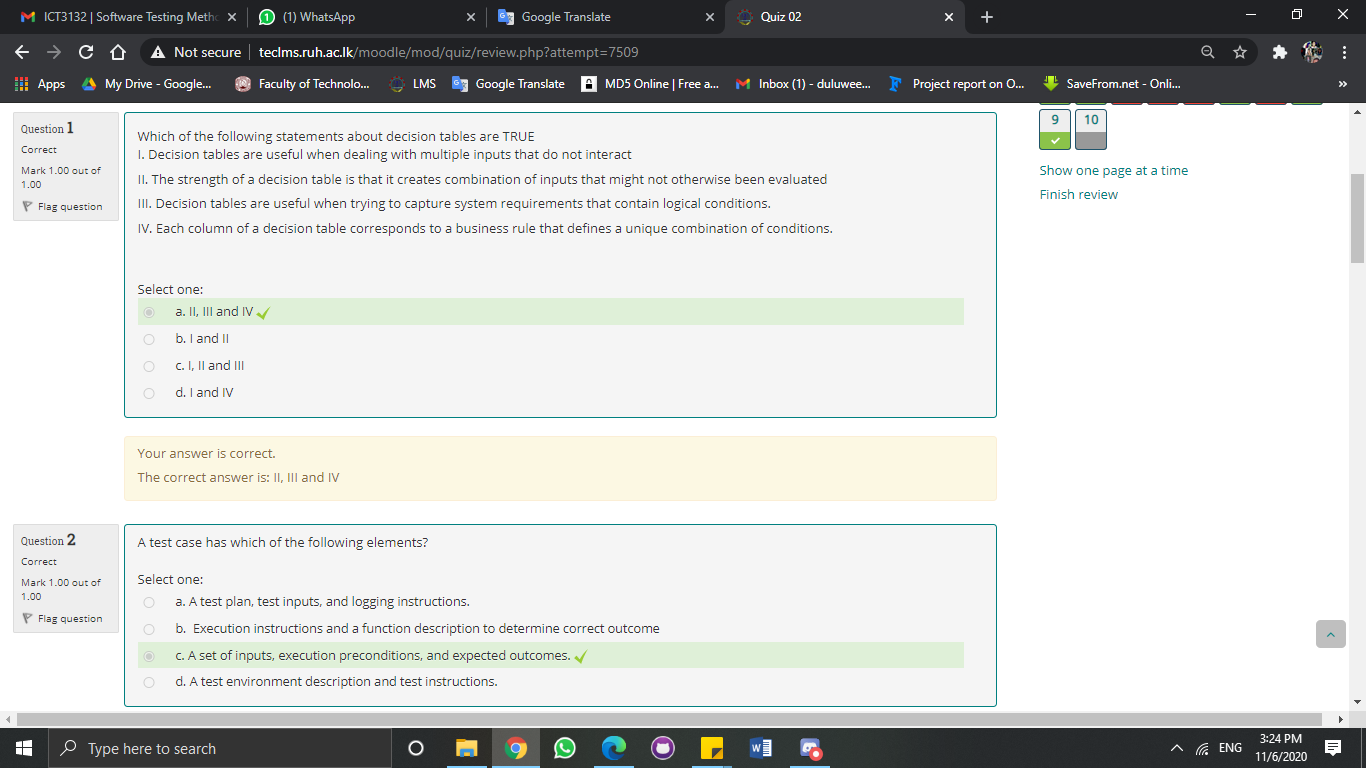 ICT3132 | Software Testing Meth
(1) WhatsApp
Google Translate
Quiz 02
Not secure
teclms.ruh.ac.lk/moodle/mod/quiz/review.php?attempt=7509
Apps
My Drive - Google...
Faculty of Technolo...
LMS
Google Translate
MD5 Online | Free a...
Inbox (1) - duluwee...
Project report on O...
SaveFrom.net - Onli...
»
Question 1
Correct
Mark 1.00 out of
1.00
Flag question
Which of the following statements about decision tables are TRUE
I. Decision tables are useful when dealing with multiple inputs that do not interact
II. The strength of a decision table is that it creates combination of inputs that might not otherwise been evaluated
III. Decision tables are useful when trying to capture system requirements that contain logical conditions.
IV. Each column of a decision table corresponds to a business rule that defines a unique combination of conditions.
Select one:
a. II, III and IV
b. I and II
c. I, II and III
d. I and IV
Your answer is correct.
The correct answer is: II, III and IV
Question 2
Correct
Mark 1.00 out of
1.00
Flag question
A test case has which of the following elements?
Select one:
a. A test plan, test inputs, and logging instructions.
b. Execution instructions and a function description to determine correct outcome
c. A set of inputs, execution preconditions, and expected outcomes.
d. A test environment description and test instructions.
9 10
Show one page at a time
Finish review
Type here to search
ENG
3:24 PM
11/6/2020